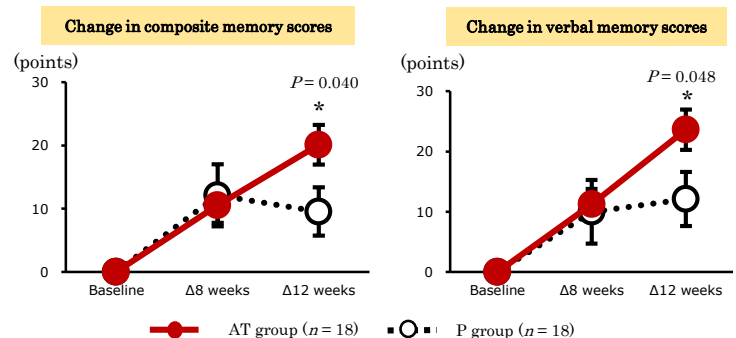 Change in composite memory scores
(points)
P = 0.040
*
30
20
10
0
Baseline
Δ8 weeks
Δ12 weeks
Change in verbal memory scores
(points)
P = 0.048
*
30
20
10
0
Baseline
Δ8 weeks
Δ12 weeks
AT group (n = 18)
P group (n = 18)